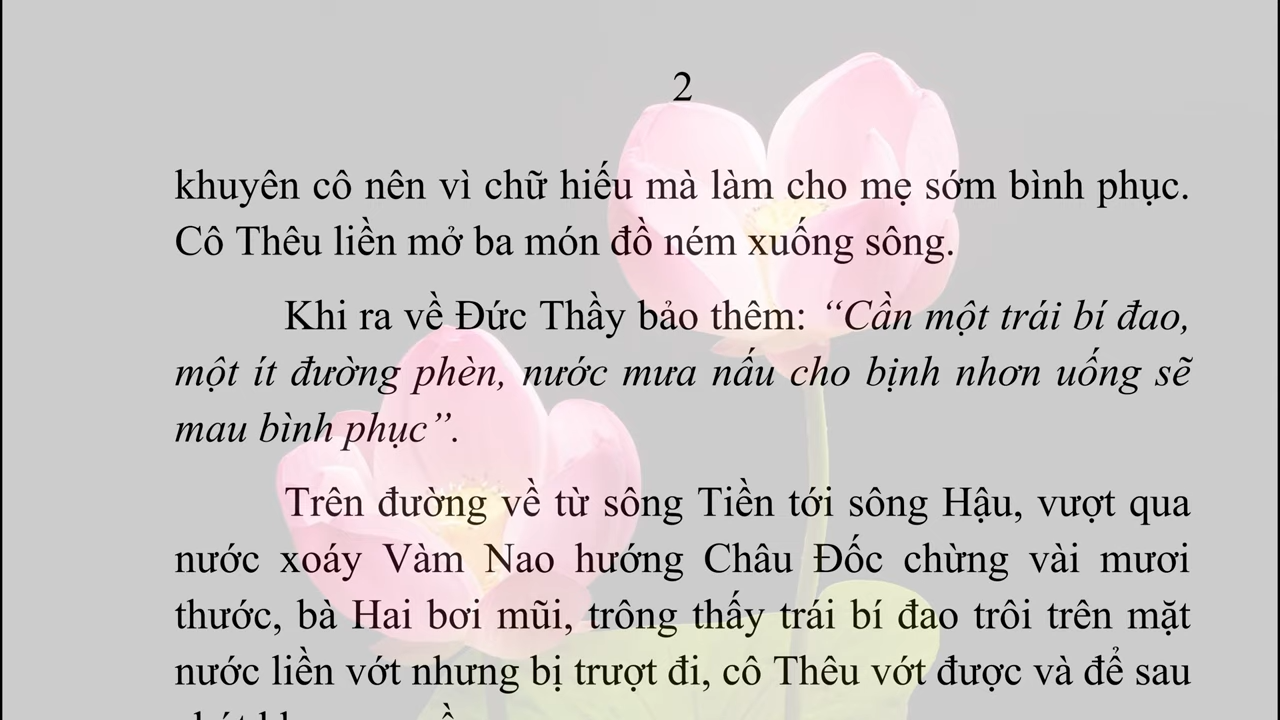 2
khuyên cô nên vì chữ hiếu mà làm cho mẹ sớm bình phục.
Cô Thêu liền mở ba món đồ ném xuống sông.
Khi ra về Đức Thầy bảo thêm: “Cần một trái bí đao,
một ít đường phèn, nước mưa nấu cho bịnh nhơn uống sẽ
mau bình phục”.
Trên đường về từ sông Tiền tới sông Hậu, vượt qua
nước xoáy Vàm Nao hướng Châu Đốc chừng vài mươi
thước, bà Hai bơi mũi, trông thấy trái bí đao trôi trên mặt
nước liền vớt nhưng bị trượt đi, cô Thêu vớt được và để sau